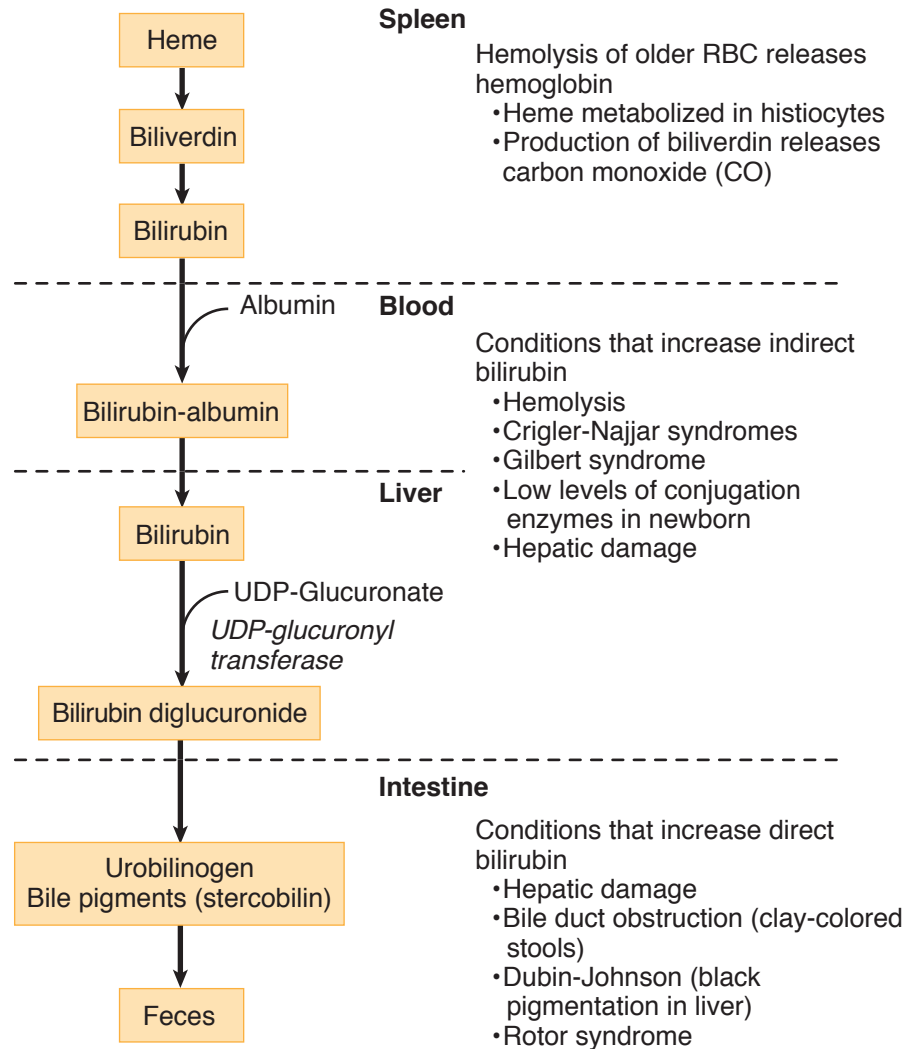 Spleen
Heme
Hemolysis of older RBC releases
hemoglobin
•Heme metabolized in histiocytes
•Production of biliverdin releases
carbon monoxide (CO)
Biliverdin
Bilirubin
Blood
Albumin
Conditions that increase indirect
bilirubin
•Hemolysis
•Crigler-Najjar syndromes
•Gilbert syndrome
•Low levels of conjugation
enzymes in newborn
•Hepatic damage
Bilirubin-albumin
Liver
Bilirubin
UDP-Glucuronate
UDP-glucuronyl
transferase
Bilirubin diglucuronide
Intestine
Conditions that increase direct
bilirubin
•Hepatic damage
•Bile duct obstruction (clay-colored
stools)
•Dubin-Johnson (black
pigmentation in liver)
•Rotor syndrome
Urobilinogen
Bile pigments (stercobilin)
Feces